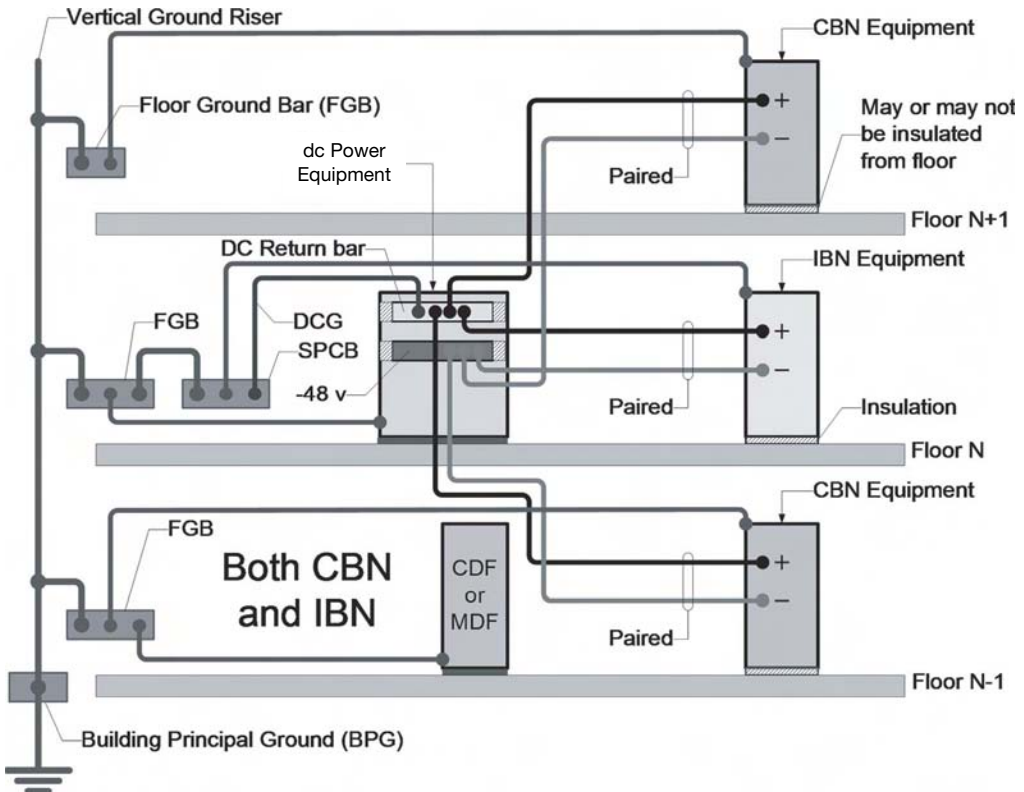 Vertical Ground Riser
CBN Equipment
Floor Ground Bar (FGB)
May or may not
be insulated
from floor
dc Power
Equipment
+
−
Paired
Floor N+1
DC Return bar
IBN Equipment
FGB
DCG
SPCB
-48 v
+
−
Paired
Insulation
Floor N
CBN Equipment
FGB
Both CBN
and IBN
CDF
or
MDF
+
−
Paired
Floor N-1
Building Principal Ground (BPG)